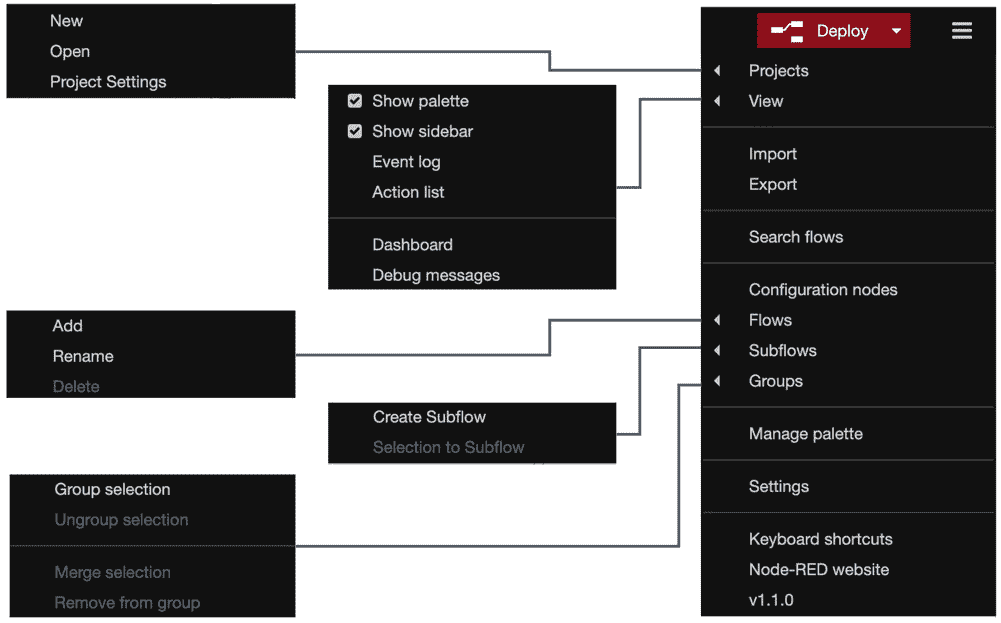 New
Open
Project Settings
Show palette
Show sidebar
Event log
Action list
Dashboard
Debug messages
Add
Rename
Delete
Create Subflow
Selection to Subflow
Group selection
Ungroup selection
Merge selection
Remove from group
Deploy
Projects
View
Import
Export
Search flows
Configuration nodes
Flows
Subflows
Groups
Manage palette
Settings
Keyboard shortcuts
Node-RED website
v1.1.0